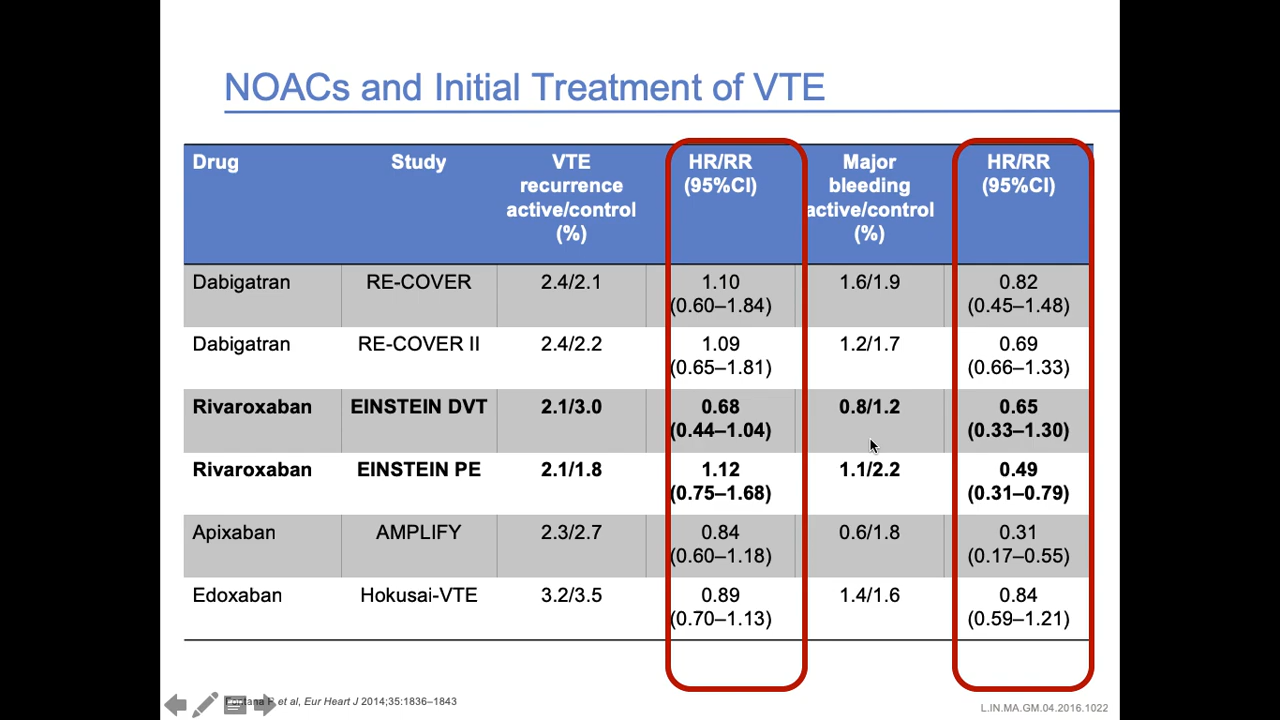 NOACs and Initial Treatment of VTE
Drug Study VTE recurrence active/control (%) HR/RR (95%CI) Major bleeding active/control (%) HR/RR (95%CI)
Dabigatran RE-COVER 2.4/2.1 1.10 (0.60–1.84) 1.6/1.9 0.82 (0.45–1.48)
Dabigatran RE-COVER II 2.4/2.2 1.09 (0.65–1.81) 1.2/1.7 0.69 (0.66–1.33)
Rivaroxaban EINSTEIN DVT 2.1/3.0 0.68 (0.44–1.04) 0.8/1.2 0.65 (0.33–1.30)
Rivaroxaban EINSTEIN PE 2.1/1.8 1.12 (0.75–1.68) 1.1/2.2 0.49 (0.31–0.79)
Apixaban AMPLIFY 2.3/2.7 0.84 (0.60–1.18) 0.6/1.8 0.31 (0.17–0.55)
Edoxaban Hokusai-VTE 3.2/3.5 0.89 (0.70–1.13) 1.4/1.6 0.84 (0.59–1.21)
et al, Eur Heart J 2014;35:1836–1843
L.IN.MA.GM.04.2016.1022